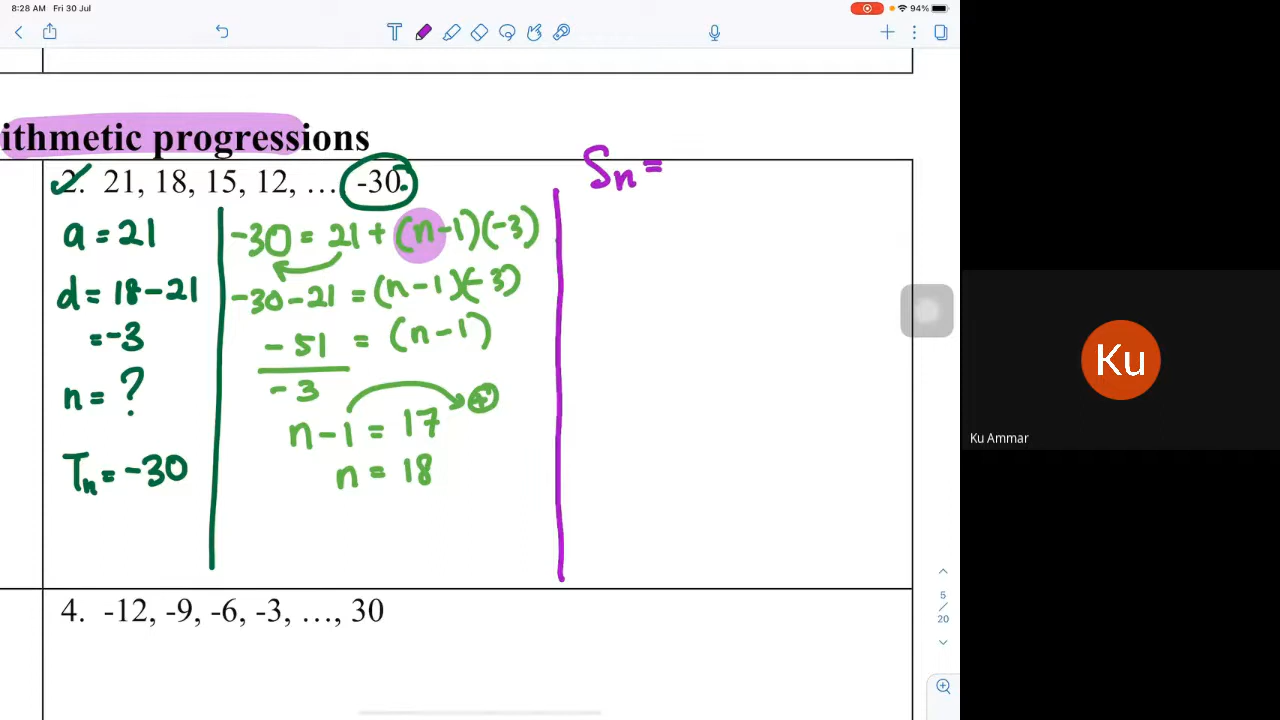 8:28 AM Fri 30 Jul
94%
ithmetic progressions
2. 21, 18, 15, 12, … -30.
Sn =
a = 21
d = 18 - 21
= -3
n = ?
Tn = -30
-30 = 21 + (n-1)(-3)
-30 - 21 = (n-1)(-3)
-51 = (n-1)
-3
n - 1 = 17
n = 18
4. -12, -9, -6, -3, …, 30
5
/
20
Ku
Ku Ammar